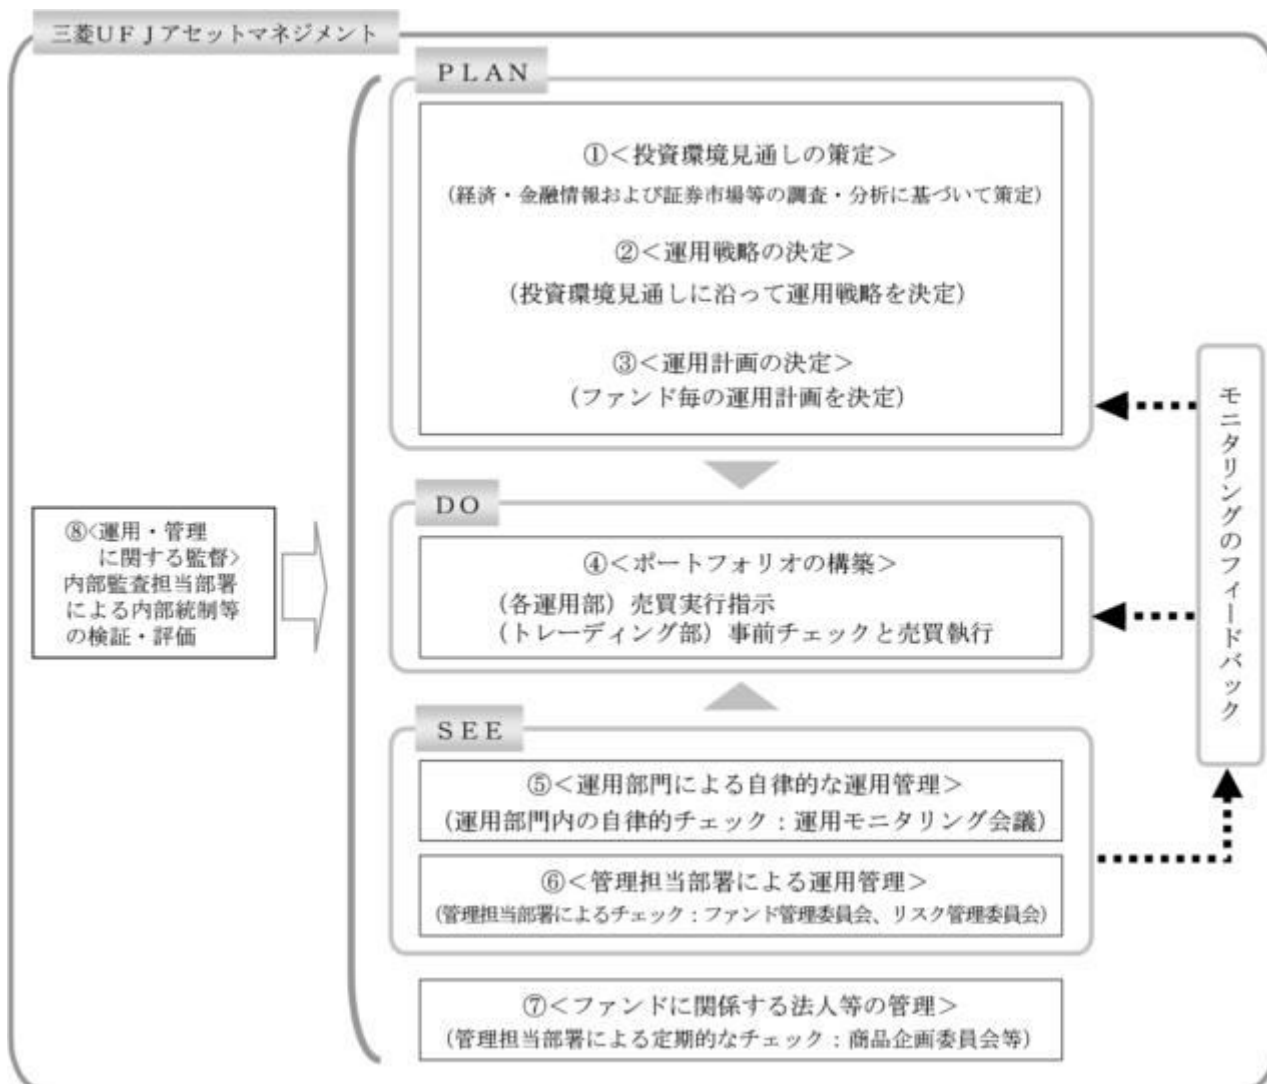 三菱ＵＦＪアセットマネジメント
ＰＬＡＮ
①＜投資環境見通しの策定＞
（経済・金融情報および証券市場等の調査・分析に基づいて策定）
②＜運用戦略の決定＞
（投資環境見通しに沿って運用戦略を決定）
③＜運用計画の決定＞
（ファンド毎の運用計画を決定）
ＤＯ
④＜ポートフォリオの構築＞
（各運用部）売買実行指示
（トレーディング部）事前チェックと売買執行
ＳＥＥ
⑤＜運用部門による自律的な運用管理＞
（運用部門内の自律的チェック：運用モニタリング会議）
⑥＜管理担当部署による運用管理＞
（管理担当部署によるチェック：ファンド管理委員会、リスク管理委員会）
⑦＜ファンドに関係する法人等の管理＞
（管理担当部署による定期的なチェック：商品企画委員会等）
⑧<運用・管理
に関する監督>
内部監査担当部署
による内部統制等
の検証・評価
モニタリングのフィードバック